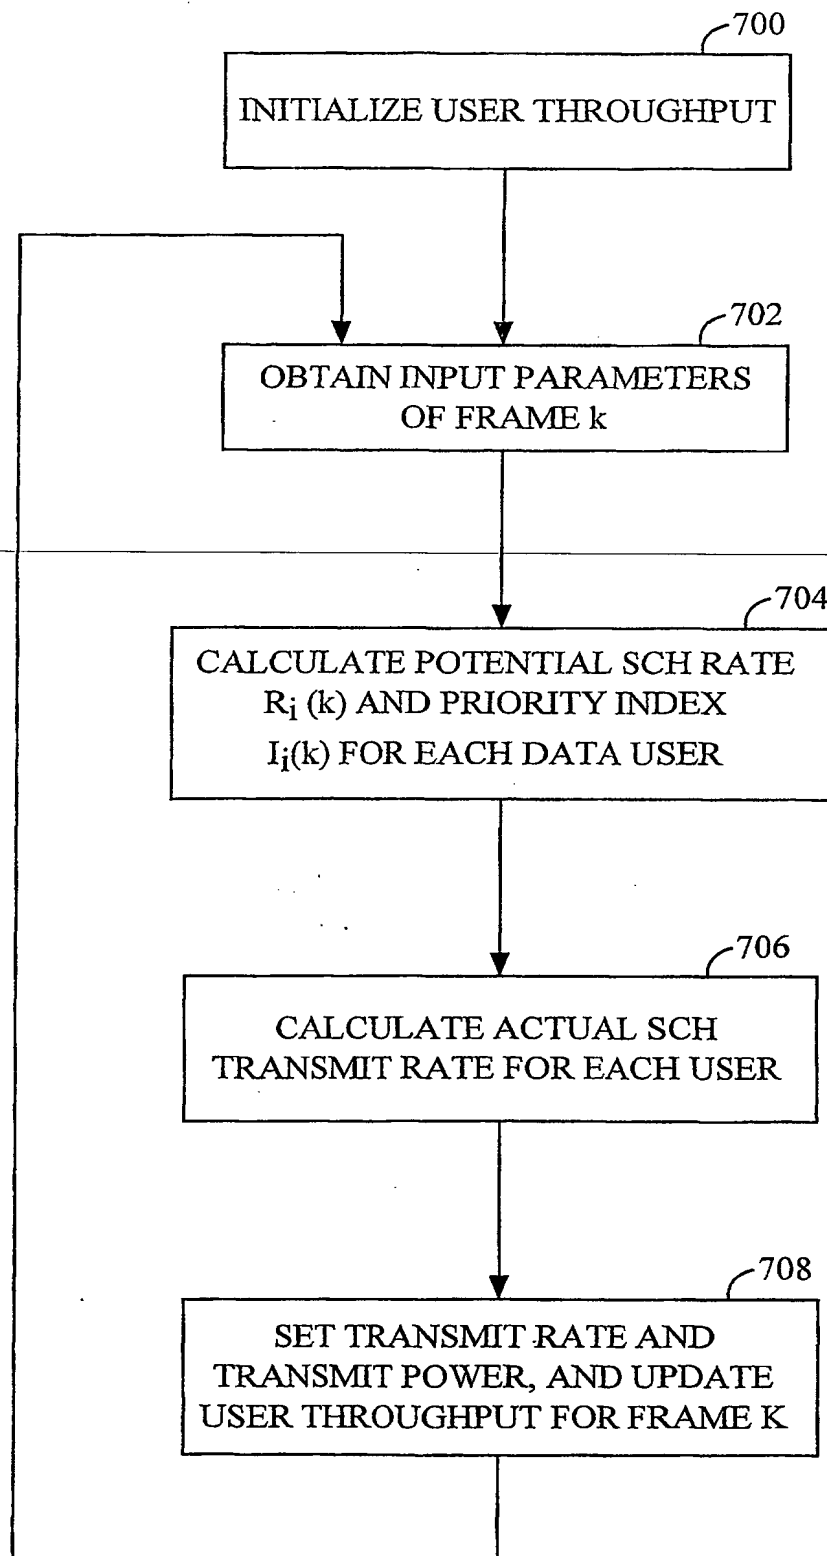 700
INITIALIZE USER THROUGHPUT
702
OBTAIN INPUT PARAMETERS
OF FRAME k
704
CALCULATE POTENTIAL SCH RATE
Ri (k) AND PRIORITY INDEX
Ii(k) FOR EACH DATA USER
706
CALCULATE ACTUAL SCH
TRANSMIT RATE FOR EACH USER
708
SET TRANSMIT RATE AND
TRANSMIT POWER, AND UPDATE
USER THROUGHPUT FOR FRAME K